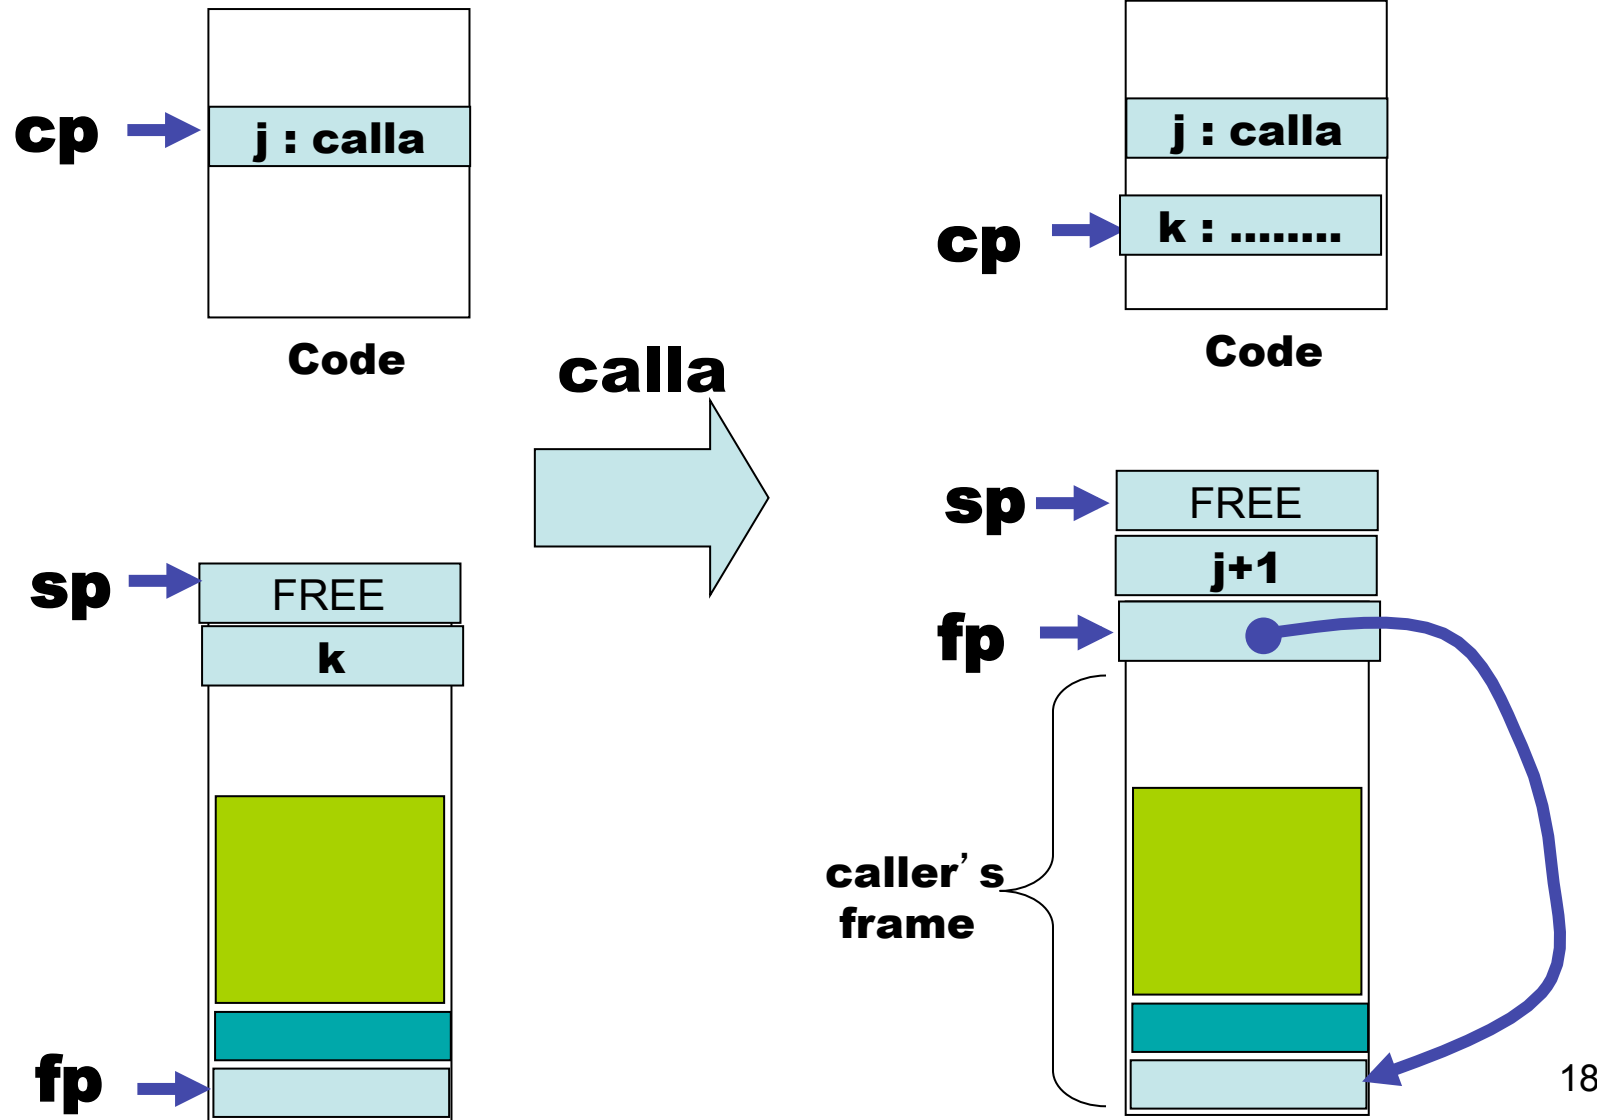 cp
j : calla
Code
sp
FREE
k
fp
calla
j : calla
cp
k : ........
Code
sp
FREE
j+1
fp
caller's
frame
18